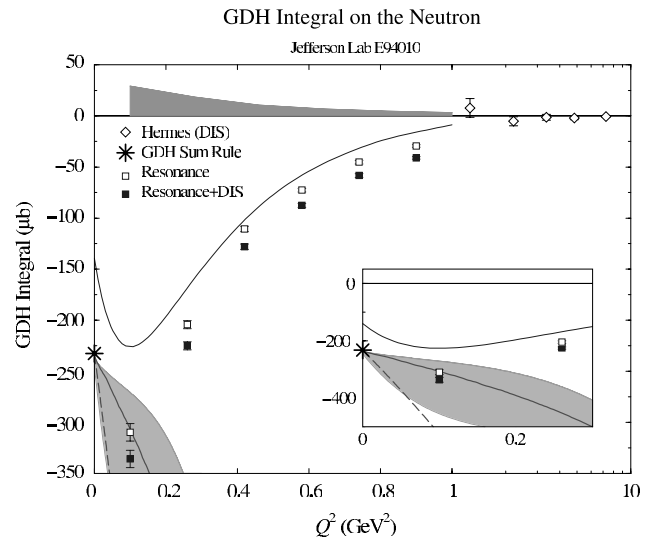 GDH Integral on the Neutron
Jefferson Lab E94010
50
0
−50
−100
−150
−200
−250
−300
−350
GDH Integral (μb)
Hermes (DIS)
GDH Sum Rule
Resonance
Resonance+DIS
0
−200
−400
0
0.2
0
0.2
0.4
0.6
0.8
1
10
Q² (GeV²)